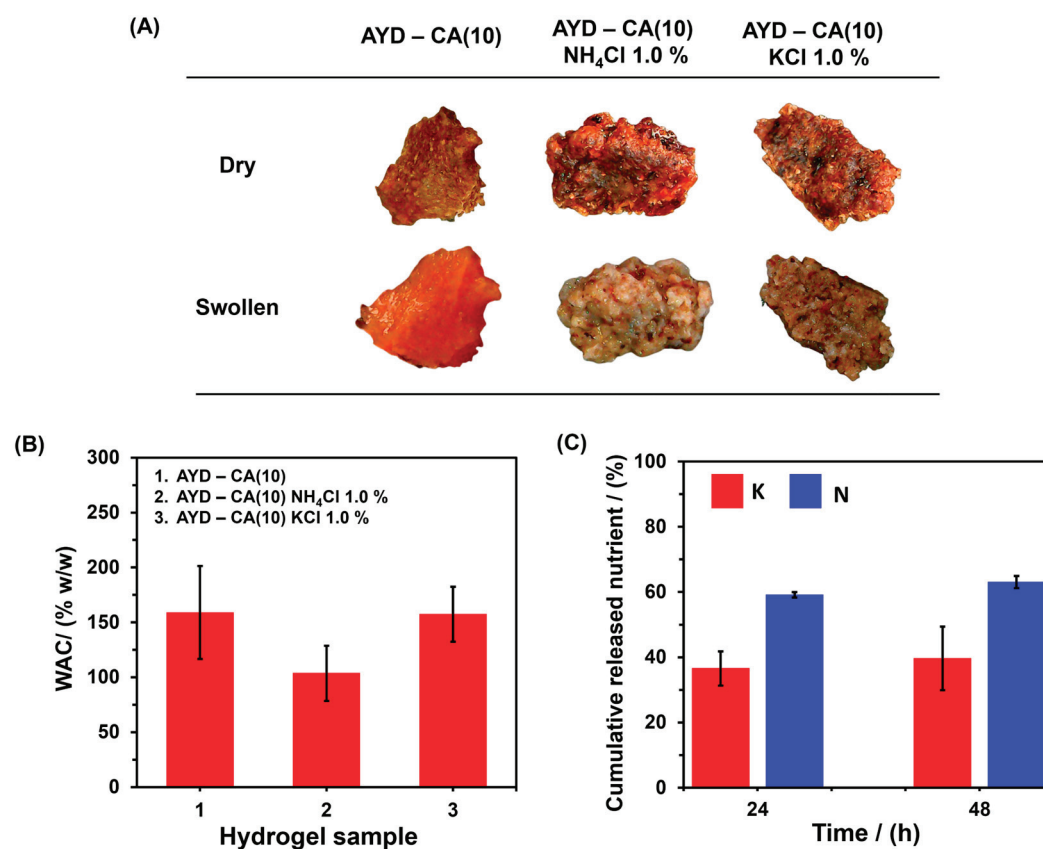 (A)
AYD – CA(10)
AYD – CA(10)
NH₄Cl 1.0 %
AYD – CA(10)
KCl 1.0 %
Dry
Swollen
(B)
WAC/ (% w/w)
300
250
200
150
100
50
0
1. AYD – CA(10)
2. AYD – CA(10) NH₄Cl 1.0 %
3. AYD – CA(10) KCl 1.0 %
1 2 3
Hydrogel sample
(C)
Cumulative released nutrient / (%)
100
80
60
40
20
0
K N
24 48
Time / (h)